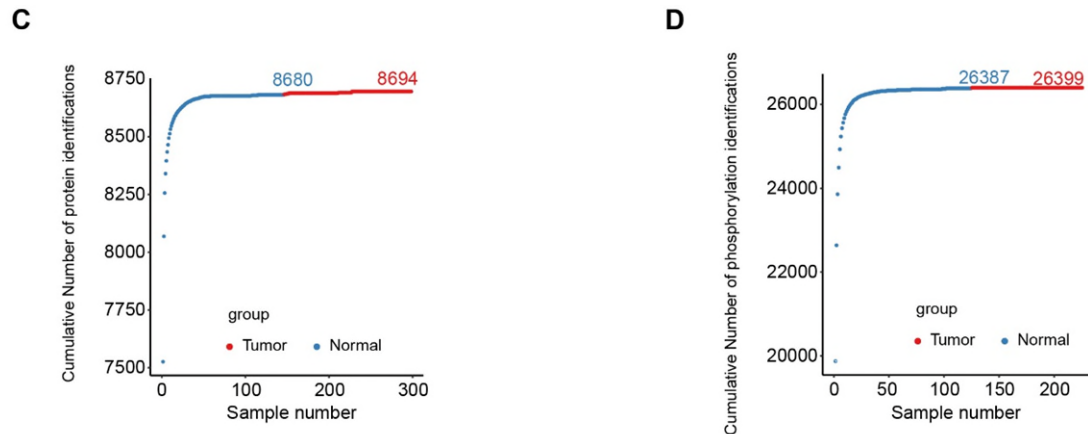 C
Cumulative Number of protein identifications
8750
8500
8250
8000
7750
7500
8680
8694
group
Tumor Normal
0 100 200 300
Sample number
D
Cumulative Number of phosphorylation identifications
26000
24000
22000
20000
26387
26399
group
Tumor Normal
0 50 100 150 200
Sample number